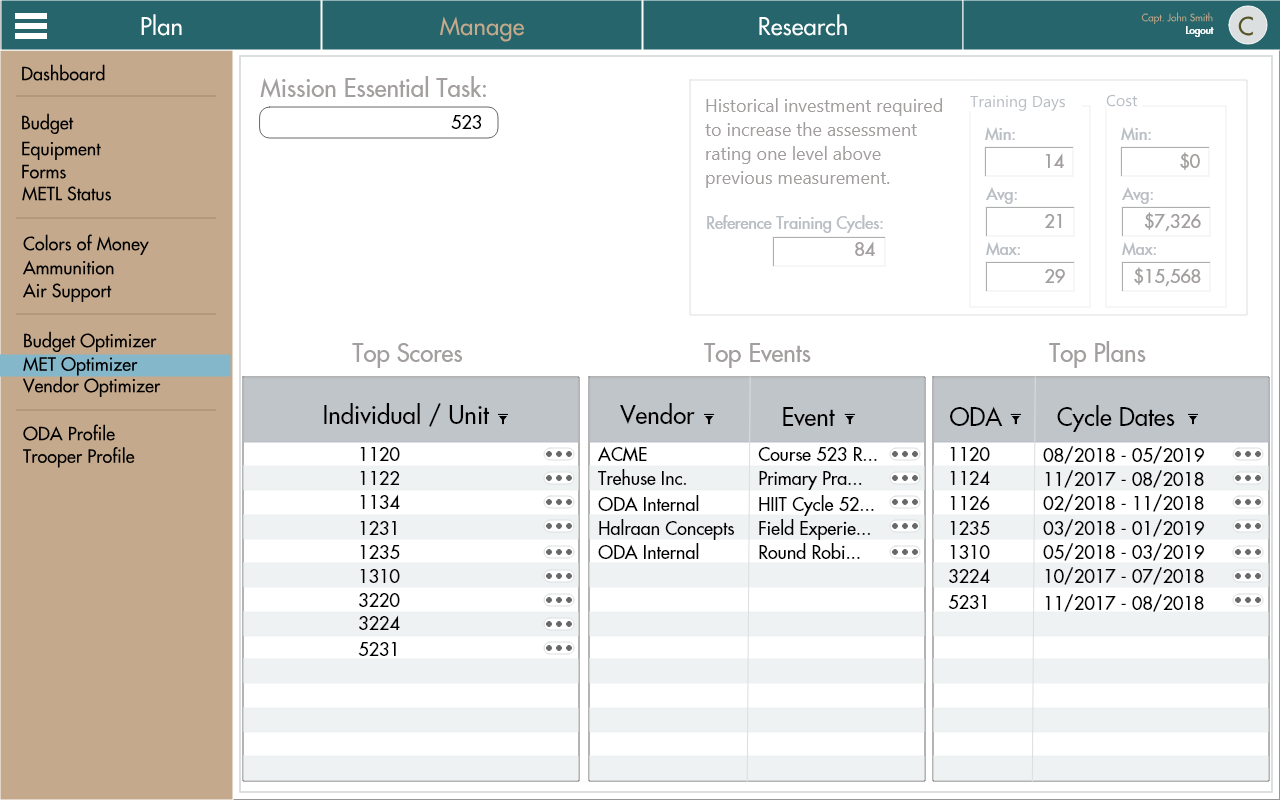 Plan
Manage
Research
Capt. John Smith
Logout
C
Dashboard
Budget
Equipment
Forms
METL Status
Colors of Money
Ammunition
Air Support
Budget Optimizer
MET Optimizer
Vendor Optimizer
ODA Profile
Trooper Profile
Mission Essential Task:
523
Historical investment required
to increase the assessment
rating one level above
previous measurement.
Reference Training Cycles:
84
Training Days
Min:
14
Avg:
21
Max:
29
Cost
Min:
$0
Avg:
$7,326
Max:
$15,568
Top Scores
Individual / Unit
1120
1122
1134
1231
1235
1310
3220
3224
5231
Top Events
Vendor Event
ACME Course 523 R...
Trehuse Inc. Primary Pra...
ODA Internal HIIT Cycle 52...
Halraan Concepts Field Experie...
ODA Internal Round Robi...
Top Plans
ODA Cycle Dates
1120 08/2018 - 05/2019
1124 11/2017 - 08/2018
1126 02/2018 - 11/2018
1235 03/2018 - 01/2019
1310 05/2018 - 03/2019
3224 10/2017 - 07/2018
5231 11/2017 - 08/2018